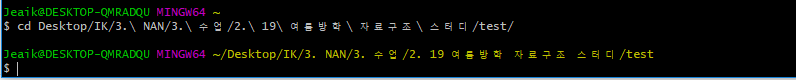 Jeaik@DESKTOP-QMRADQU MINGW64 ~
$ cd Desktop/IK/3.\ NAN/3.\ 수업/2.\ 19\ 여름방학\ 자료구조\ 스터디/test/
Jeaik@DESKTOP-QMRADQU MINGW64 ~/Desktop/IK/3. NAN/3. 수업/2. 19 여름방학 자료구조 스터디/test
$